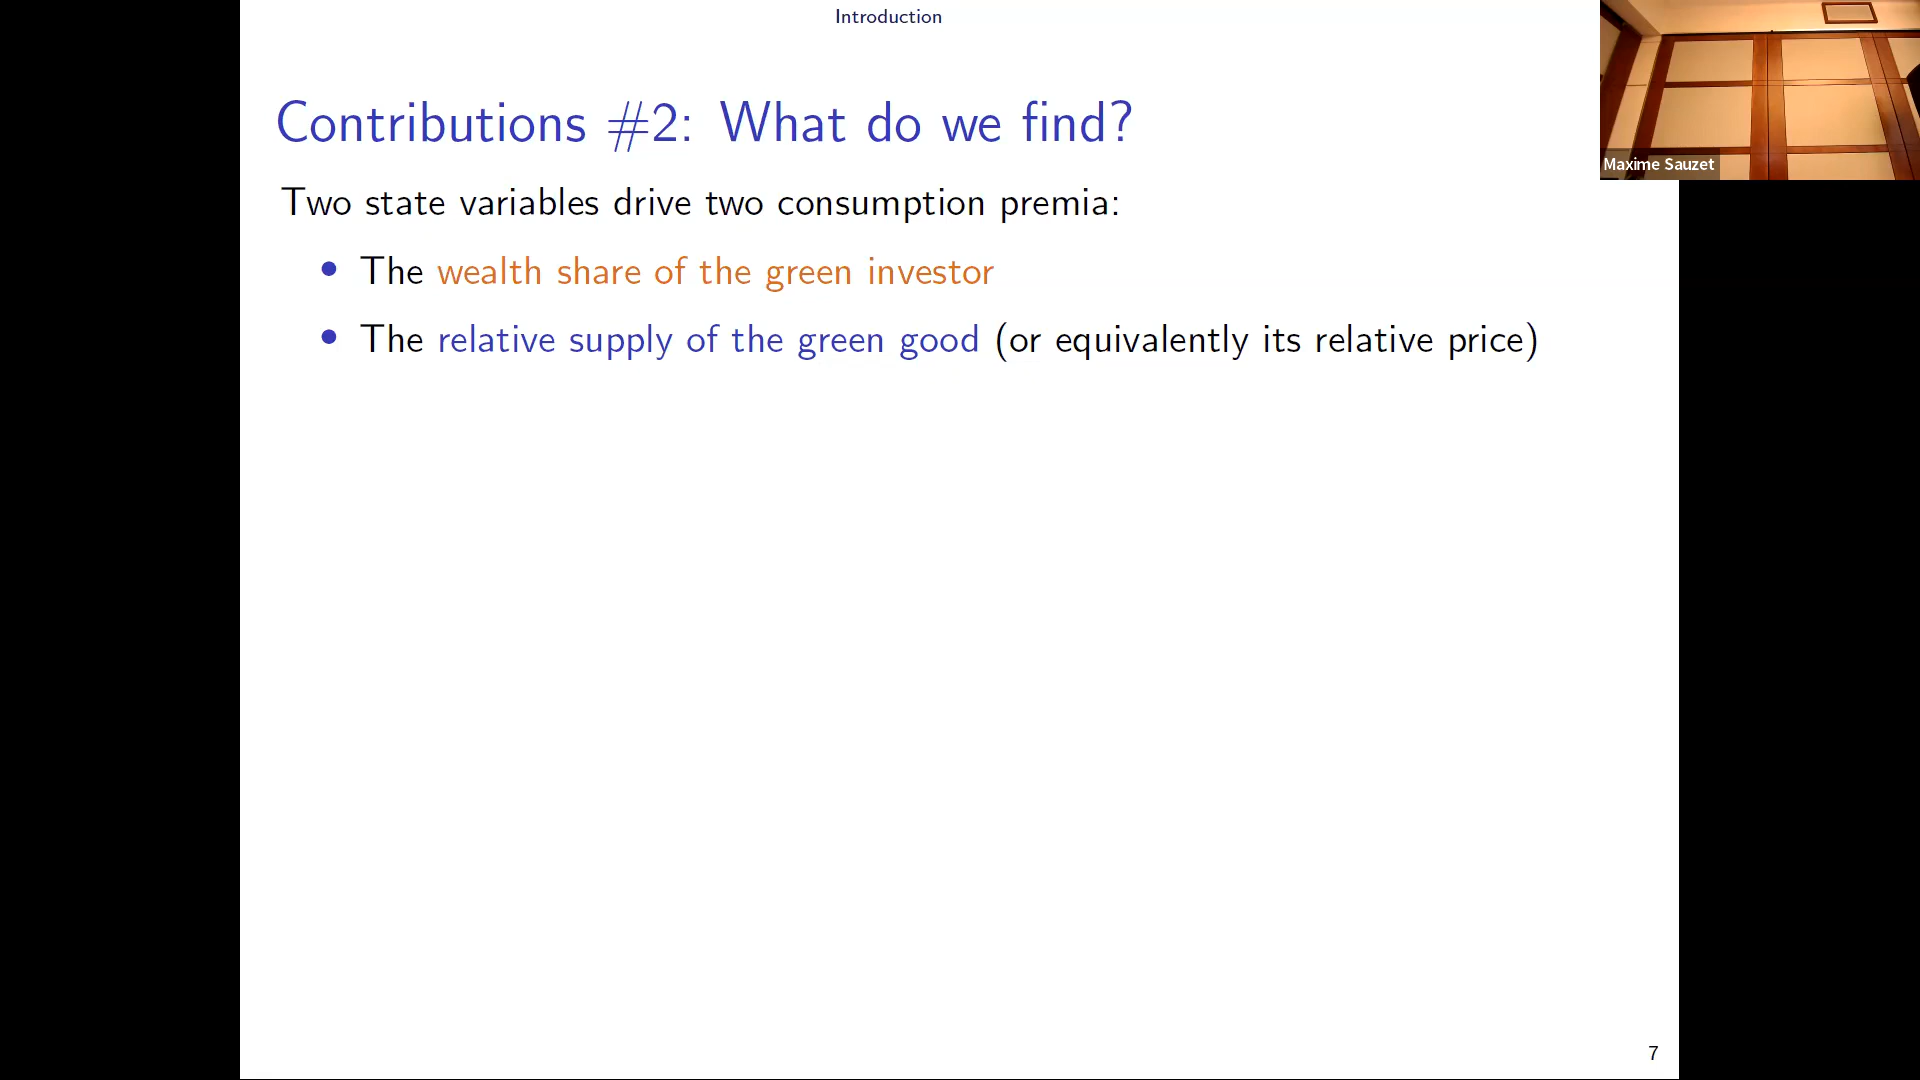 Introduction
Contributions #2: What do we find?
Maxime Sauzet
Two state variables drive two consumption premia:
• The wealth share of the green investor
• The relative supply of the green good (or equivalently its relative price)
7